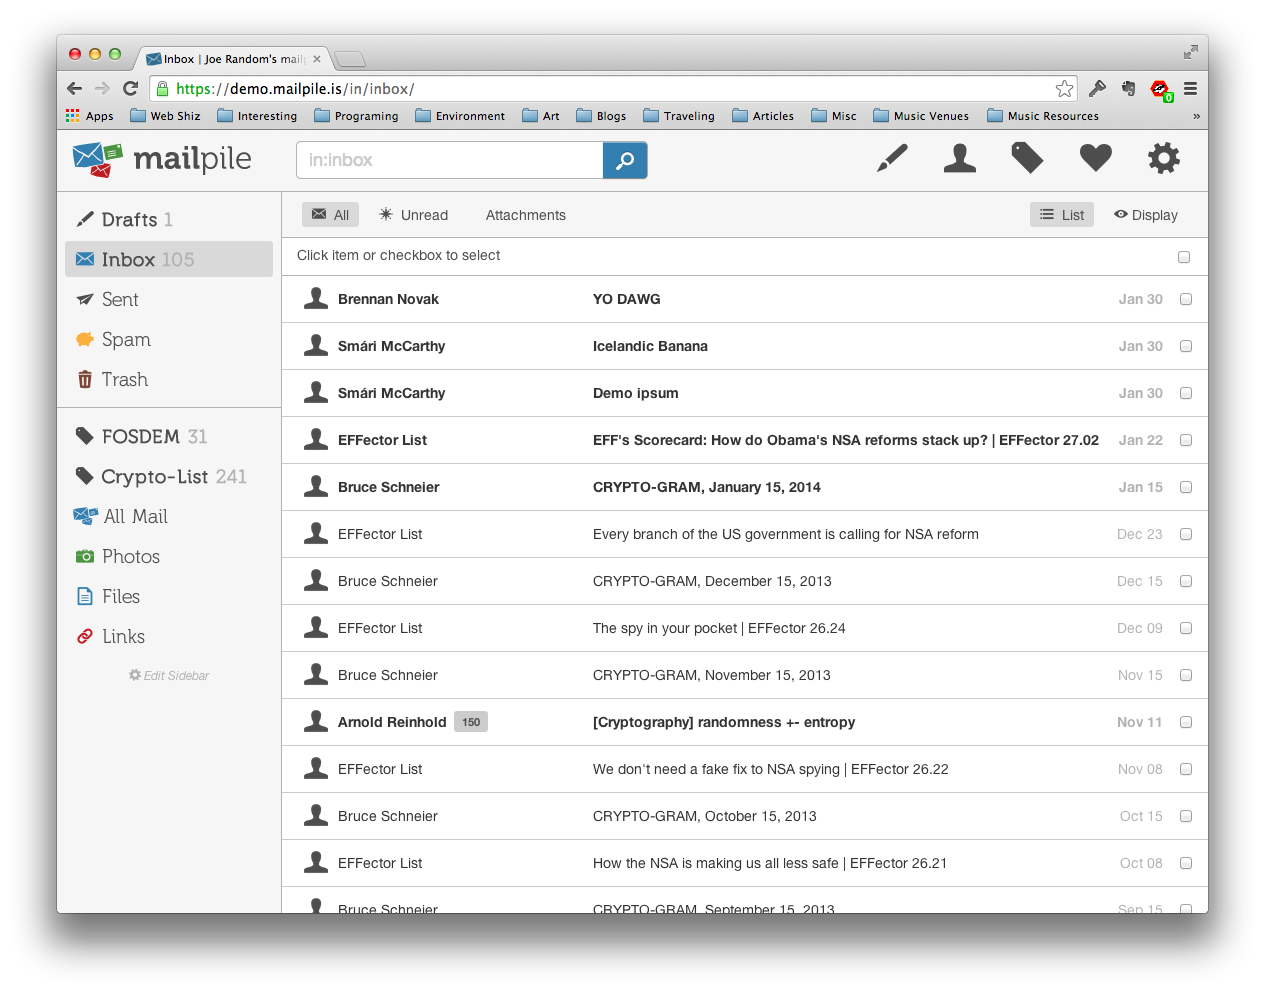 Inbox | Joe Random's mail
https://demo.mailpile.is/in/inbox/
0
Apps Web Shiz Interesting Programing Environment Art Blogs Traveling Articles Misc Music Venues Music Resources »
mailpile
in:inbox
Drafts 1
Inbox 105
Sent
Spam
Trash
FOSDEM 31
Crypto-List 241
All Mail
Photos
Files
Links
Edit Sidebar
All Unread Attachments List Display
Click item or checkbox to select
Brennan Novak YO DAWG Jan 30
Smári McCarthy Icelandic Banana Jan 30
Smári McCarthy Demo ipsum Jan 30
EFFector List EFF's Scorecard: How do Obama's NSA reforms stack up? | EFFector 27.02 Jan 22
Bruce Schneier CRYPTO-GRAM, January 15, 2014 Jan 15
EFFector List Every branch of the US government is calling for NSA reform Dec 23
Bruce Schneier CRYPTO-GRAM, December 15, 2013 Dec 15
EFFector List The spy in your pocket | EFFector 26.24 Dec 09
Bruce Schneier CRYPTO-GRAM, November 15, 2013 Nov 15
Arnold Reinhold 150 [Cryptography] randomness +- entropy Nov 11
EFFector List We don't need a fake fix to NSA spying | EFFector 26.22 Nov 08
Bruce Schneier CRYPTO-GRAM, October 15, 2013 Oct 15
EFFector List How the NSA is making us all less safe | EFFector 26.21 Oct 08
Bruce Schneier CRYPTO-GRAM, September 15, 2013 Sep 15